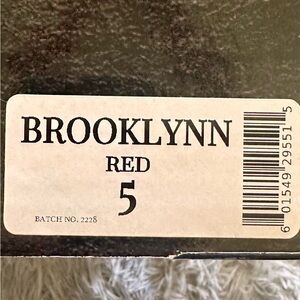 BROOKLYNN
RED
5
BATCH NO. 2228
6 01549 29551 5